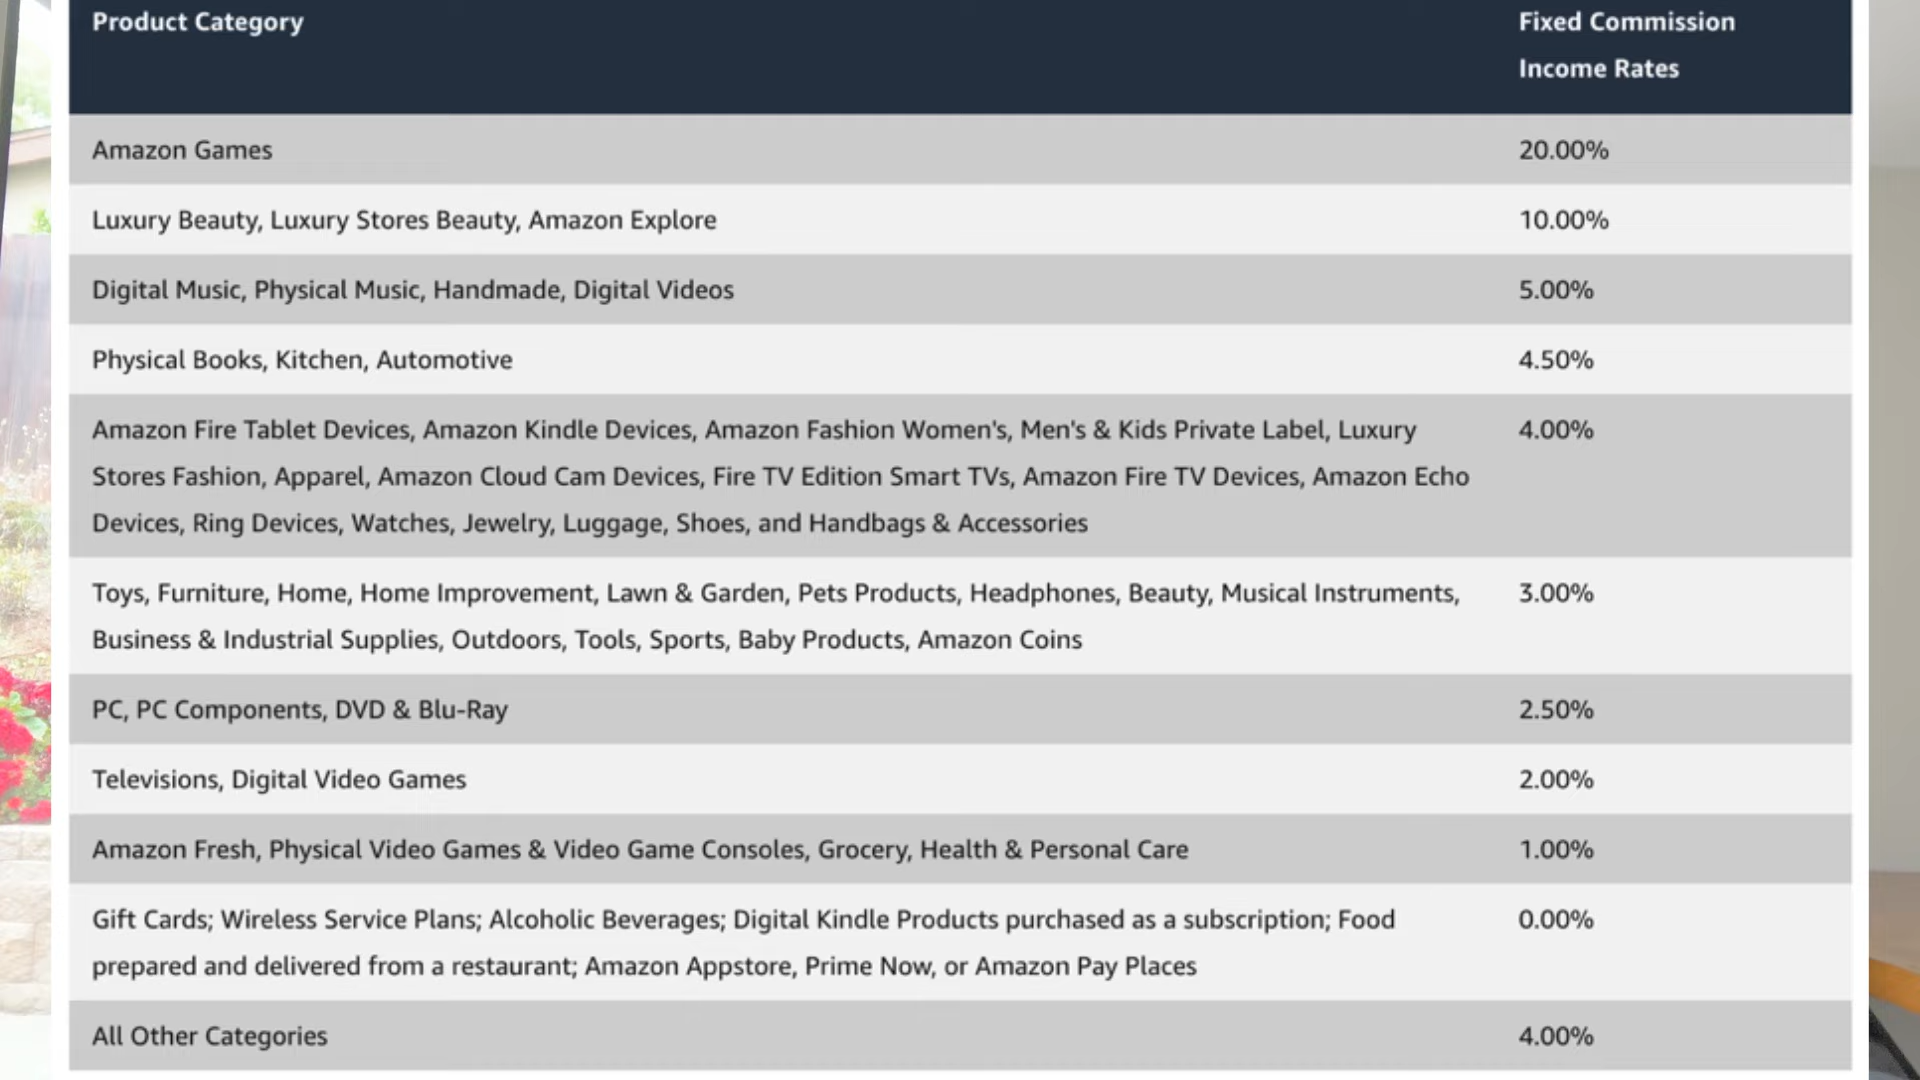 Product Category
Fixed Commission
Income Rates
Amazon Games
20.00%
Luxury Beauty, Luxury Stores Beauty, Amazon Explore
10.00%
Digital Music, Physical Music, Handmade, Digital Videos
5.00%
Physical Books, Kitchen, Automotive
4.50%
Amazon Fire Tablet Devices, Amazon Kindle Devices, Amazon Fashion Women's, Men's & Kids Private Label, Luxury
Stores Fashion, Apparel, Amazon Cloud Cam Devices, Fire TV Edition Smart TVs, Amazon Fire TV Devices, Amazon Echo
Devices, Ring Devices, Watches, Jewelry, Luggage, Shoes, and Handbags & Accessories
4.00%
Toys, Furniture, Home, Home Improvement, Lawn & Garden, Pets Products, Headphones, Beauty, Musical Instruments,
Business & Industrial Supplies, Outdoors, Tools, Sports, Baby Products, Amazon Coins
3.00%
PC, PC Components, DVD & Blu-Ray
2.50%
Televisions, Digital Video Games
2.00%
Amazon Fresh, Physical Video Games & Video Game Consoles, Grocery, Health & Personal Care
1.00%
Gift Cards; Wireless Service Plans; Alcoholic Beverages; Digital Kindle Products purchased as a subscription; Food
prepared and delivered from a restaurant; Amazon Appstore, Prime Now, or Amazon Pay Places
0.00%
All Other Categories
4.00%